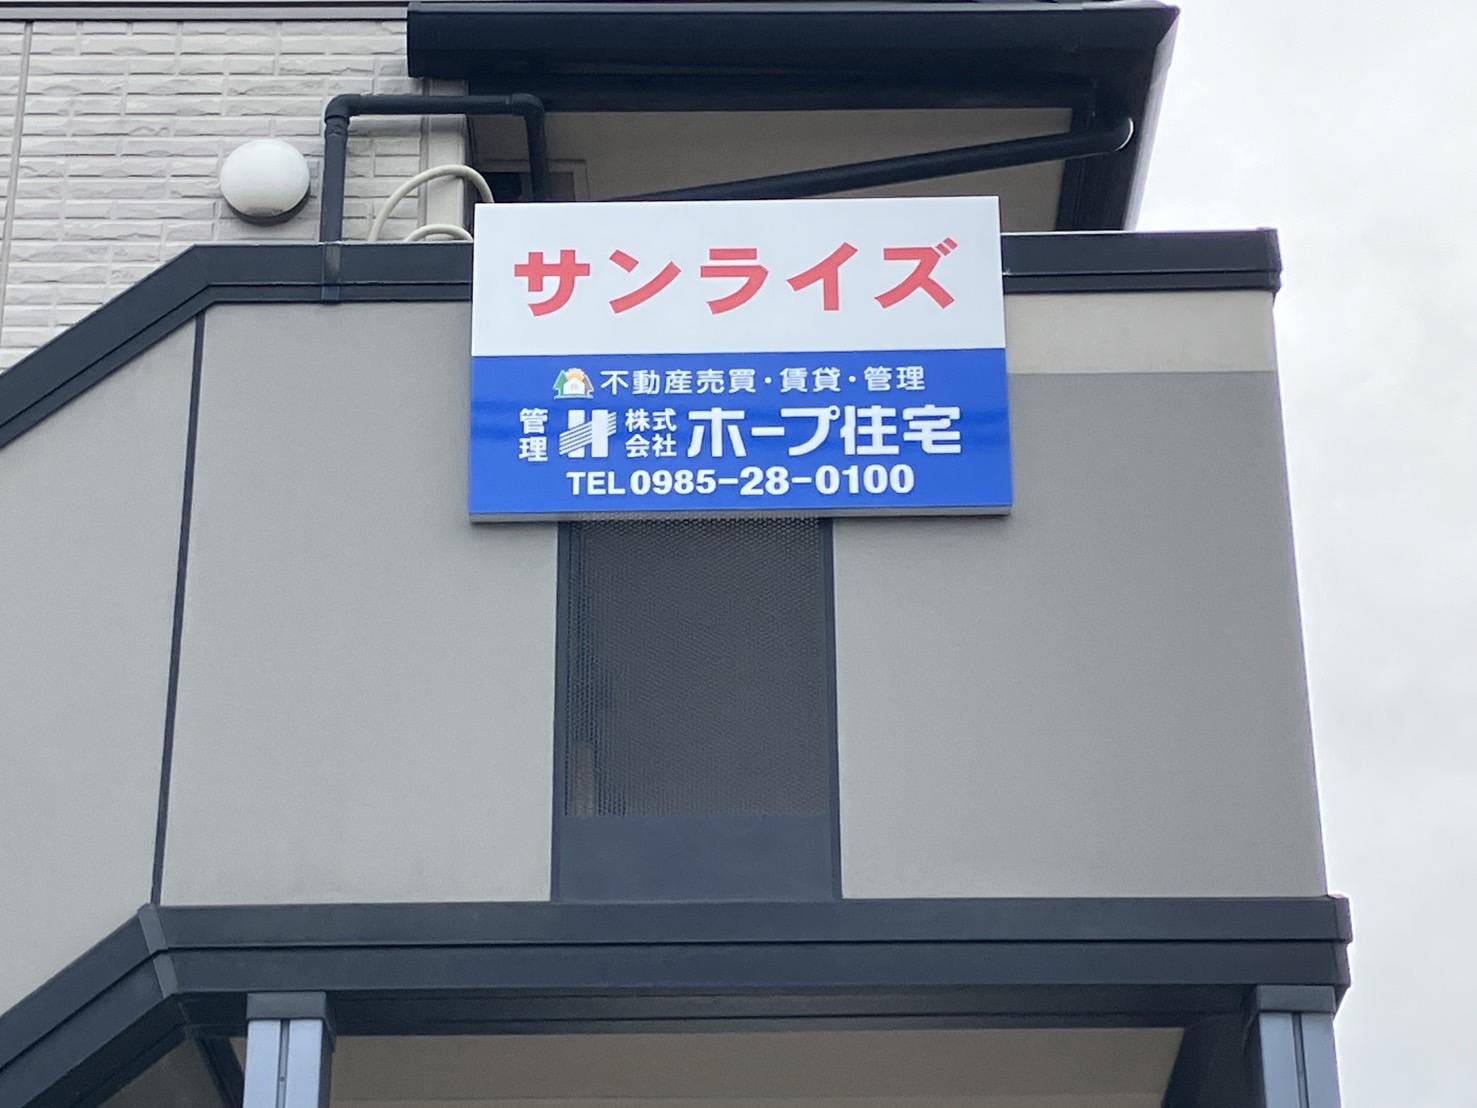 サンライズ
不動産売買・賃貸・管理
管理 株式会社 ホープ住宅
TEL 0985-28-0100